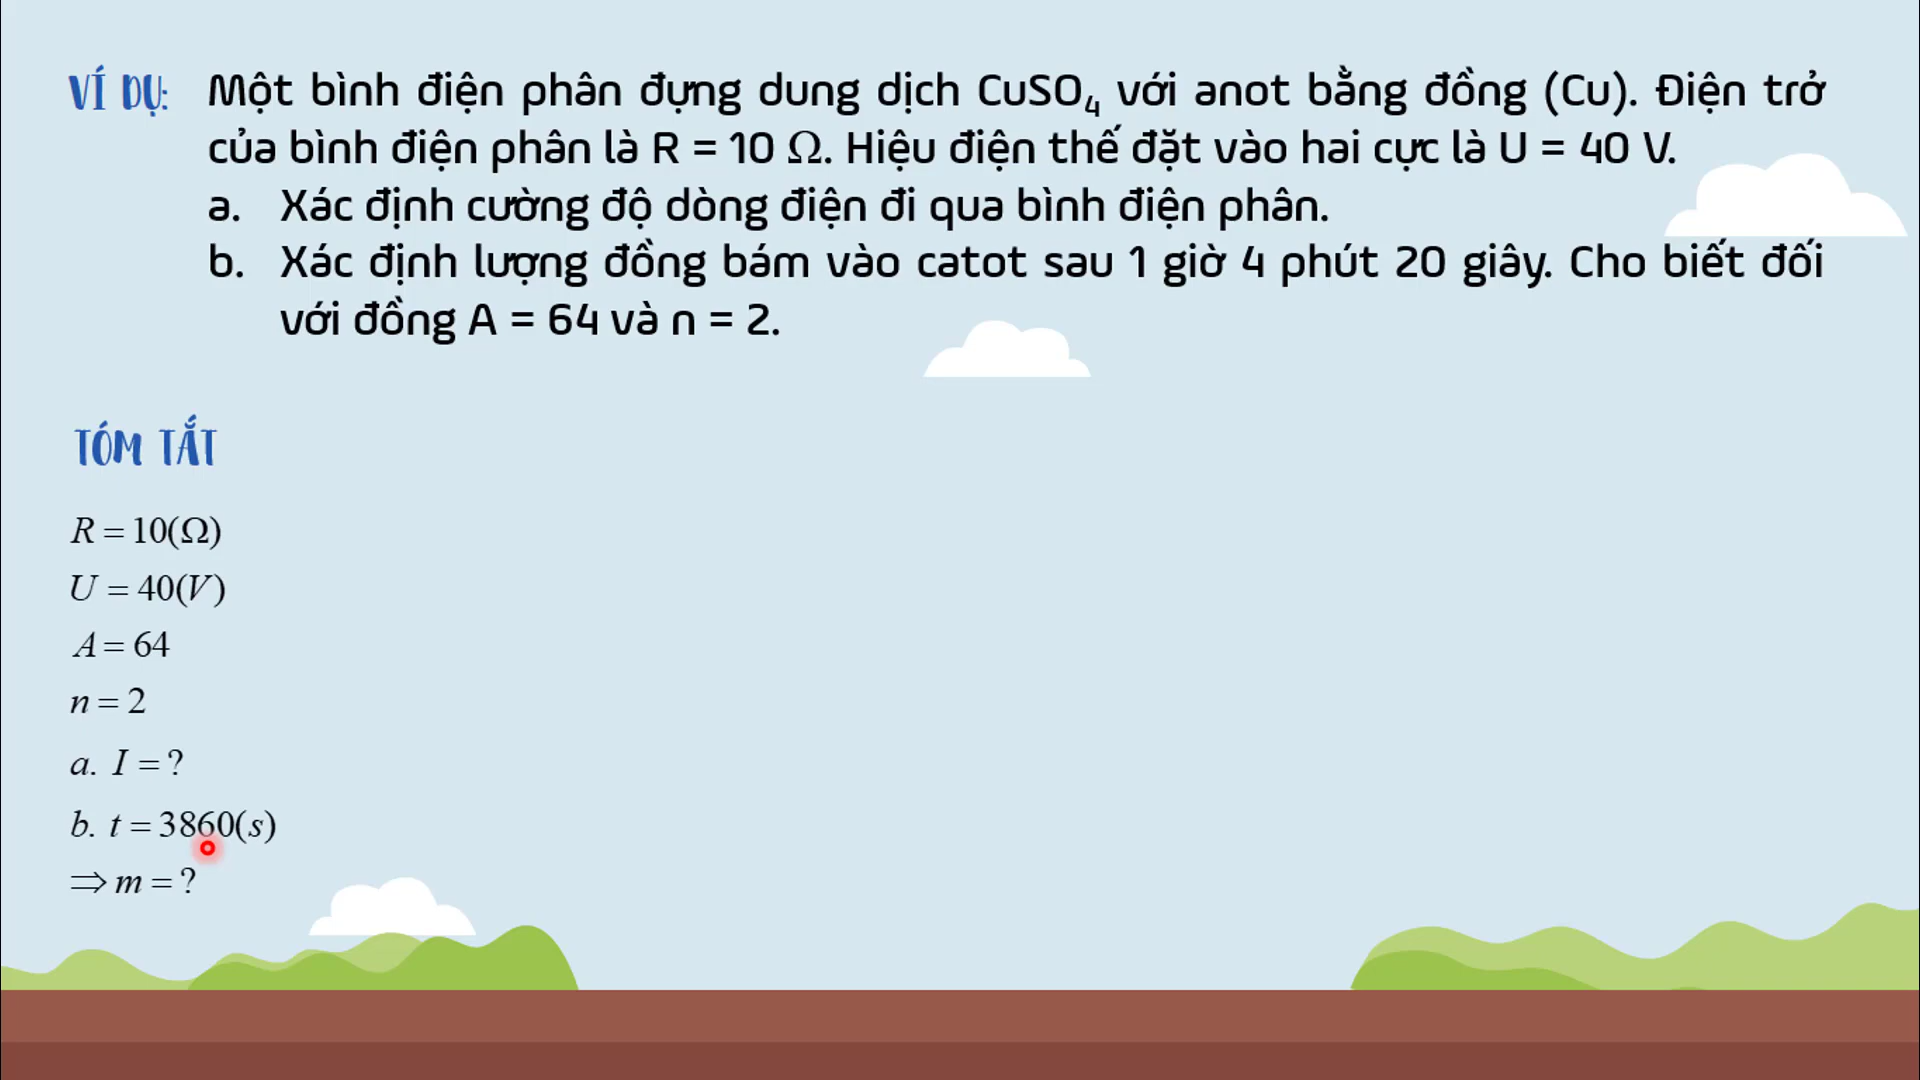 VÍ DỤ: Một bình điện phân đựng dung dịch CuSO₄ với anot bằng đồng (Cu). Điện trở
của bình điện phân là R = 10 Ω. Hiệu điện thế đặt vào hai cực là U = 40 V.
a. Xác định cường độ dòng điện đi qua bình điện phân.
b. Xác định lượng đồng bám vào catot sau 1 giờ 4 phút 20 giây. Cho biết đối
với đồng A = 64 và n = 2.
TÓM TẮT
R = 10(Ω)
U = 40(V)
A = 64
n = 2
a. I = ?
b. t = 3860(s)
⇒ m = ?